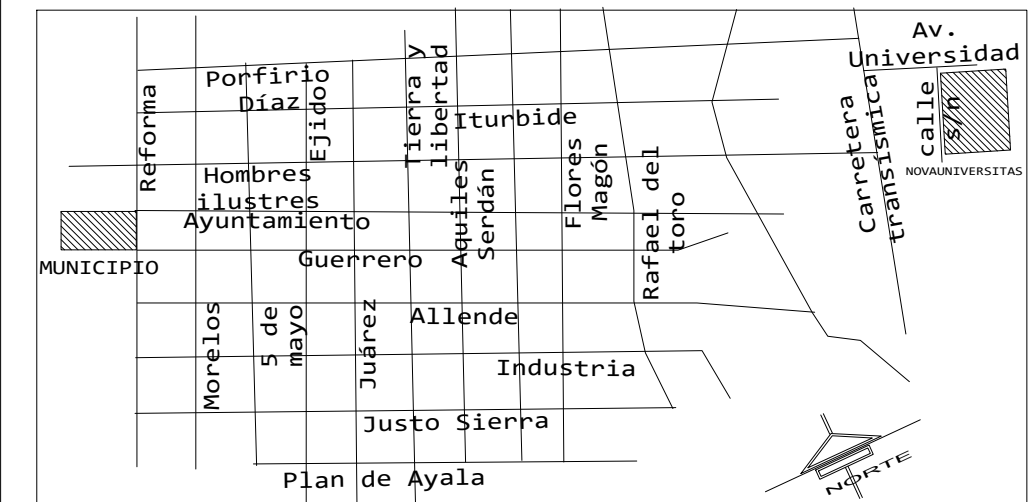 Av.
Universidad
Porfirio
Díaz
Reforma
Ejido
Tierra y
libertad
Iturbide
Carretera
transísmica
calle
s/n
NOVAUNIVERSITAS
Hombres
ilustres
Ayuntamiento
Aquiles
Serdán
Flores
Magón
Rafael del
toro
Guerrero
MUNICIPIO
Morelos
5 de
mayo
Juárez
Allende
Industria
Justo Sierra
Plan de Ayala
NORTE